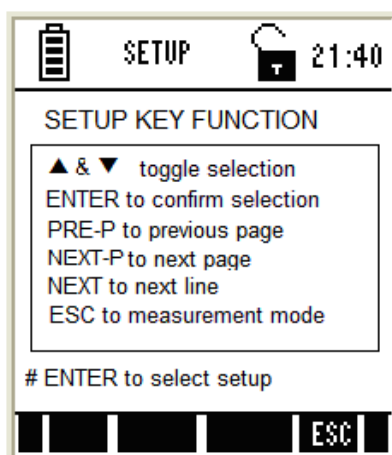 SETUP T 21:40
SETUP KEY FUNCTION
▲ & ▼ toggle selection
ENTER to confirm selection
PRE-P to previous page
NEXT-P to next page
NEXT to next line
ESC to measurement mode
# ENTER to select setup
ESC